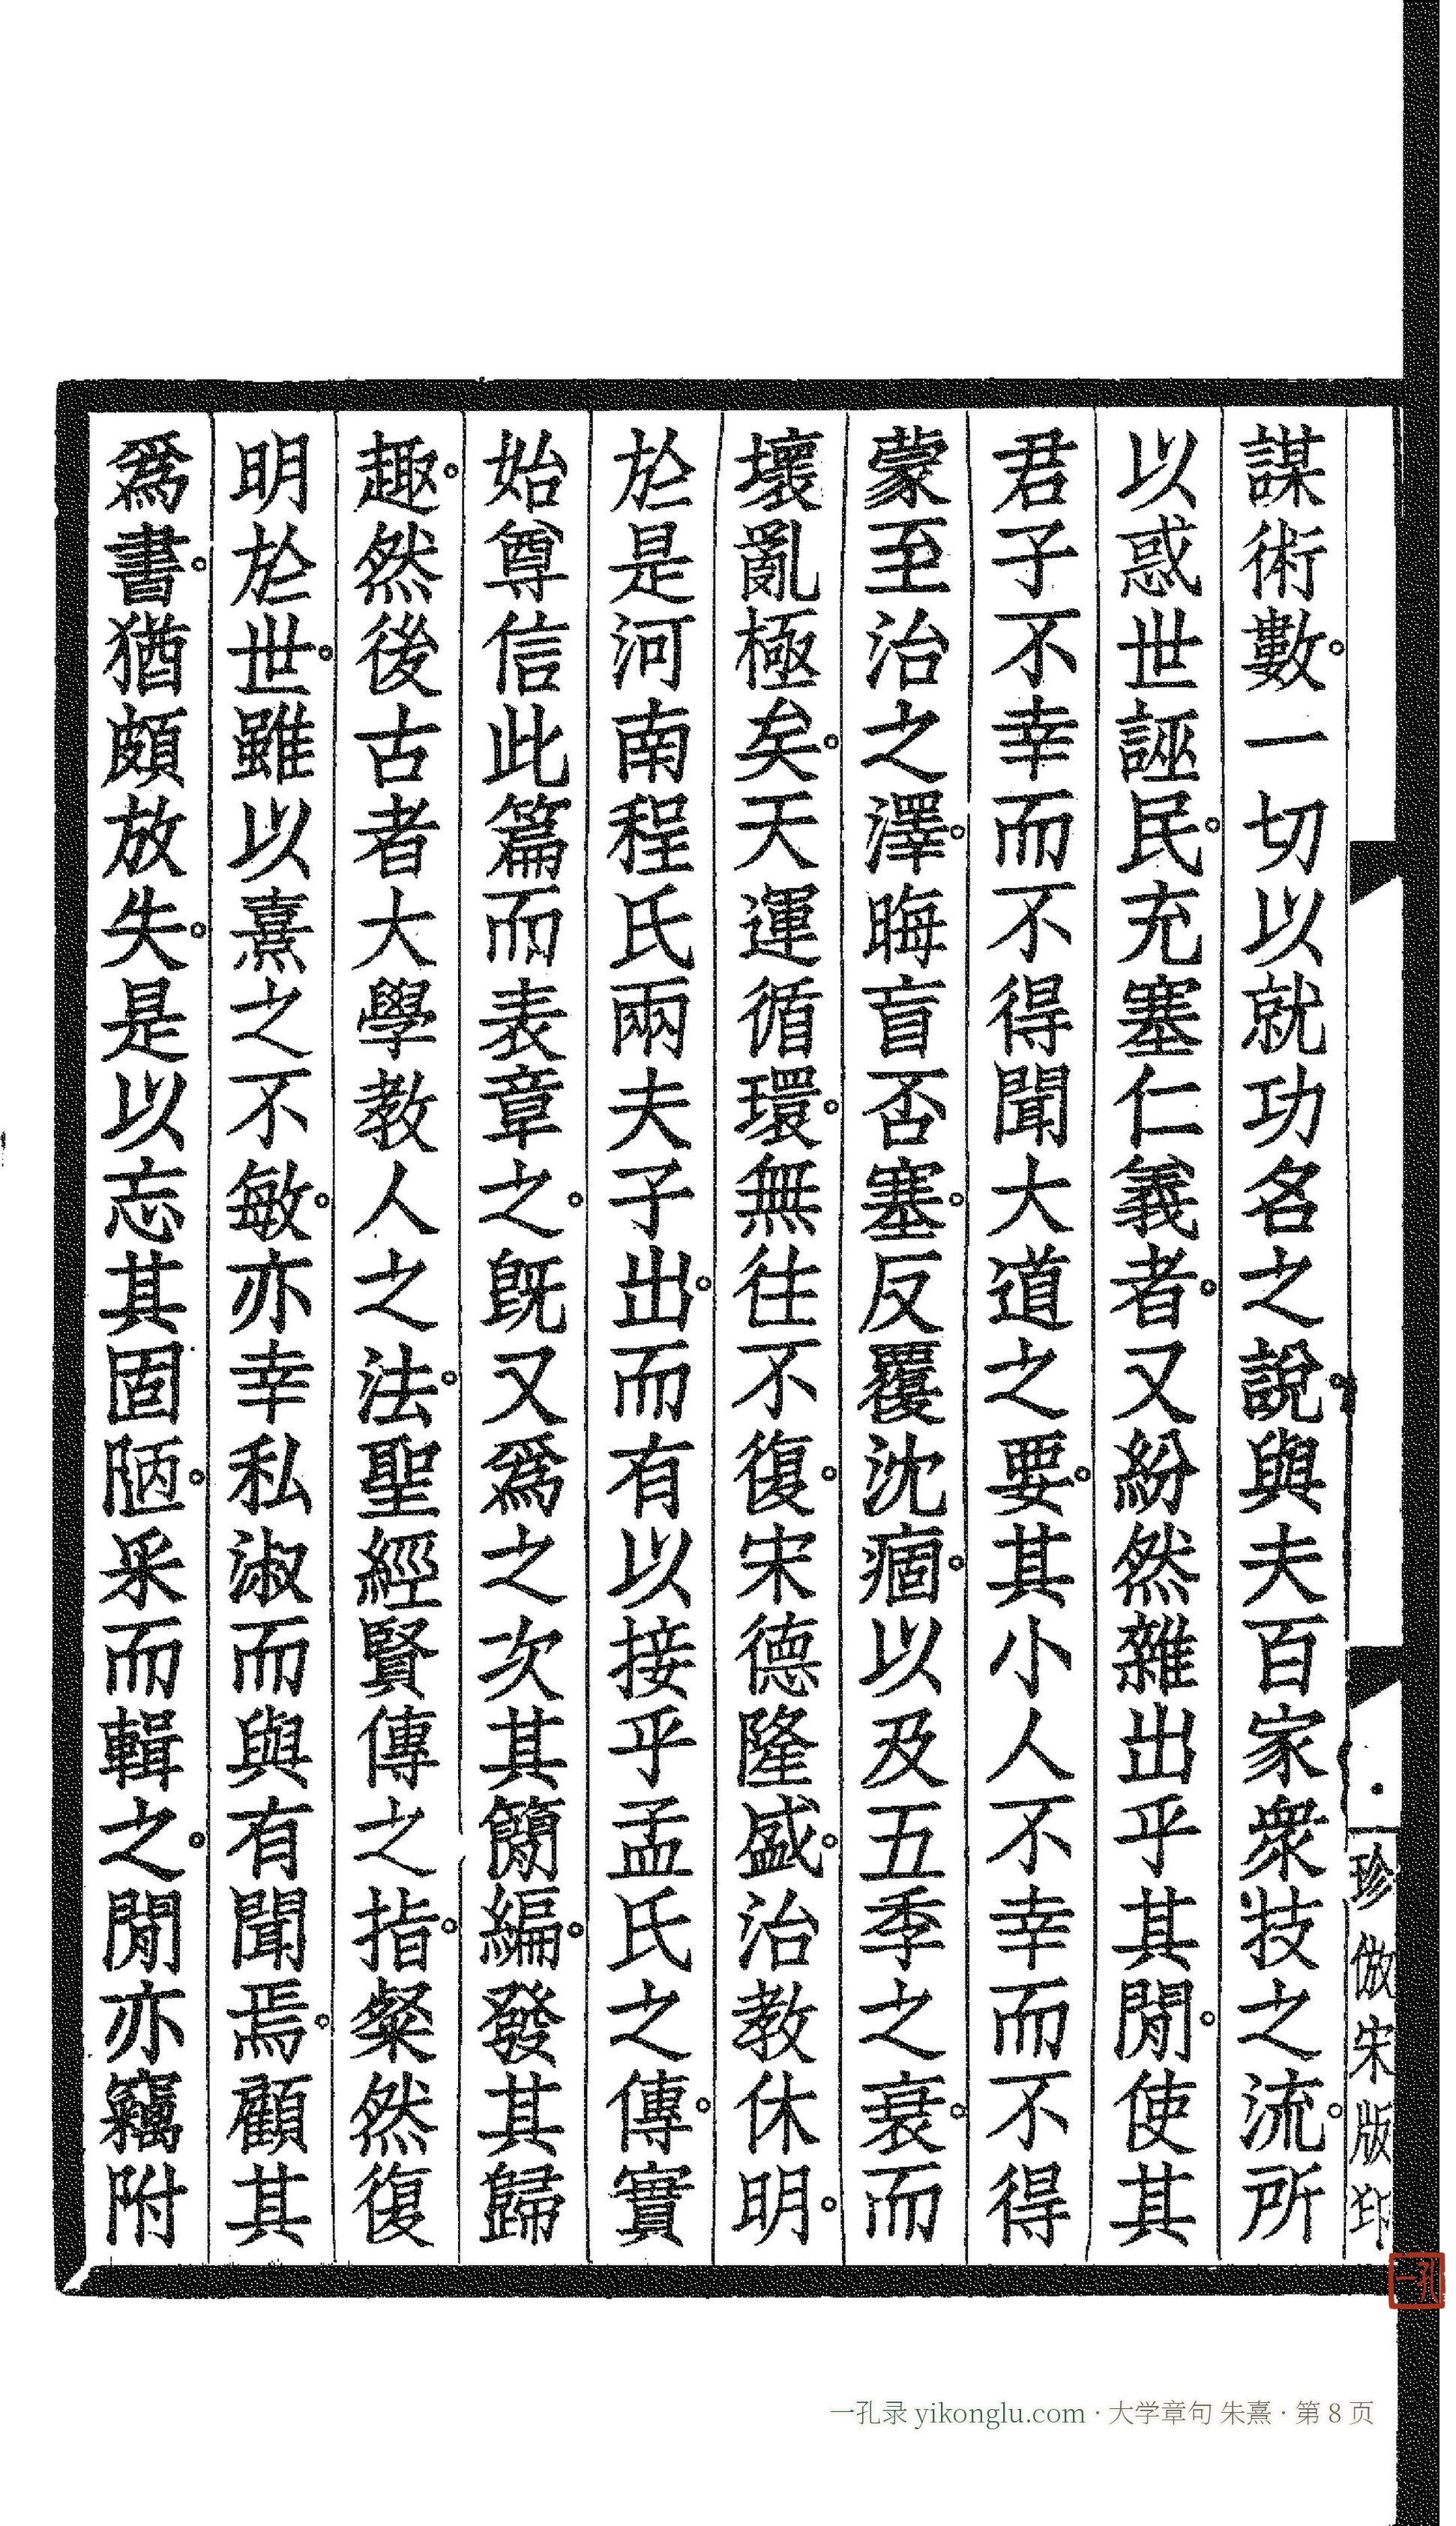 珍倣宋版印
謀術數。一切以就功名之說。與夫百家衆技之流。所
以惑世誣民。充塞仁義者。又紛然雜出乎其閒。使其
君子不幸而不得聞大道之要。其小人不幸而不得
蒙至治之澤。晦盲否塞。反覆沈痼。以及五季之衰。而
壞亂極矣。天運循環。無往不復。宋德隆盛。治教休明。
於是河南程氏兩夫子出。而有以接乎孟氏之傳。實
始尊信此篇而表章之。旣又爲之次其簡編。發其歸
趣。然後古者大學教人之法。聖經賢傳之指。粲然復
明於世。雖以熹之不敏。亦幸私淑而與有聞焉。顧其
爲書。猶頗放失。是以忘其固陋。采而輯之。閒亦竊附
一孔
一孔录 yikonglu.com · 大学章句 朱熹 · 第 8 页